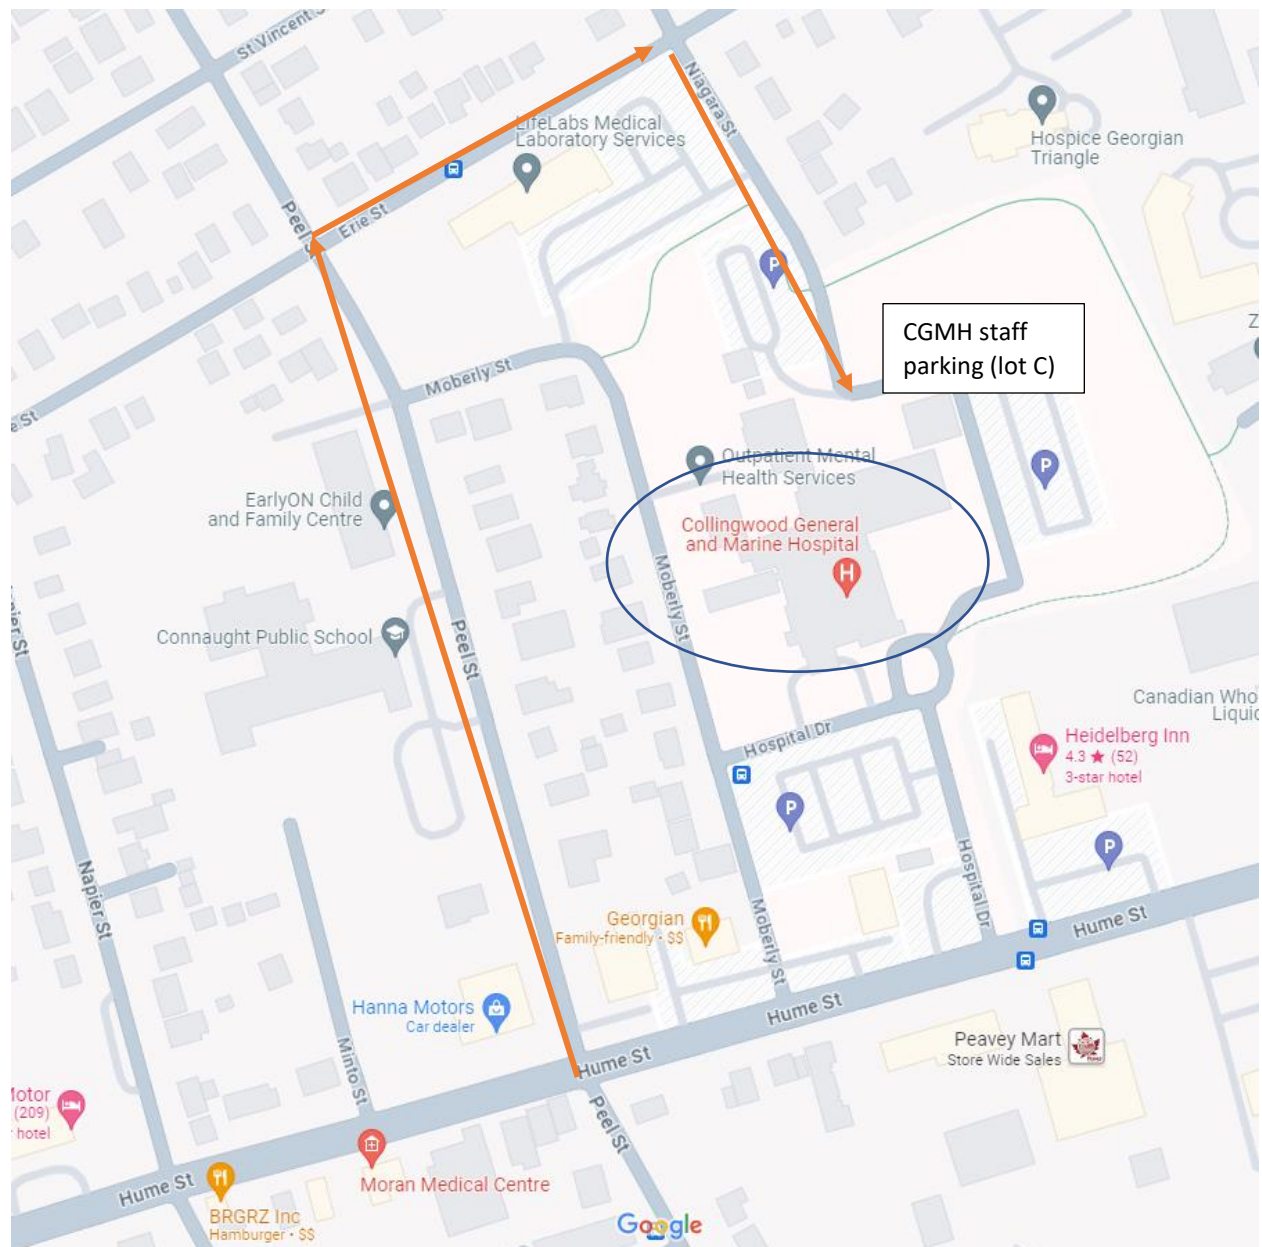 St Vincent S
Niagara St
LifeLabs Medical
Laboratory Services
Hospice Georgian
Triangle
Peel S
Erie St
CGMH staff
parking (lot C)
P
Z
Moberly St
e St
Outpatient Mental
Health Services
P
EarlyON Child
and Family Centre
Collingwood General
and Marine Hospital
H
Moberly St
Connaught Public School
Peel St
pier St
Canadian Who
Liquid
Hospital Dr
Heidelberg Inn
4.3 ★ (52)
3-star hotel
P
P
Napier St
Hospital Dr
Georgian
Family-friendly • $$
Moberly St
Hume St
Hanna Motors
Car dealer
Hume St
Peavey Mart
Store Wide Sales
Hume St
Minto St
Motor
(209)
hotel
Peel St
Moran Medical Centre
Hume St
BRGRZ Inc
Hamburger • $$
Google